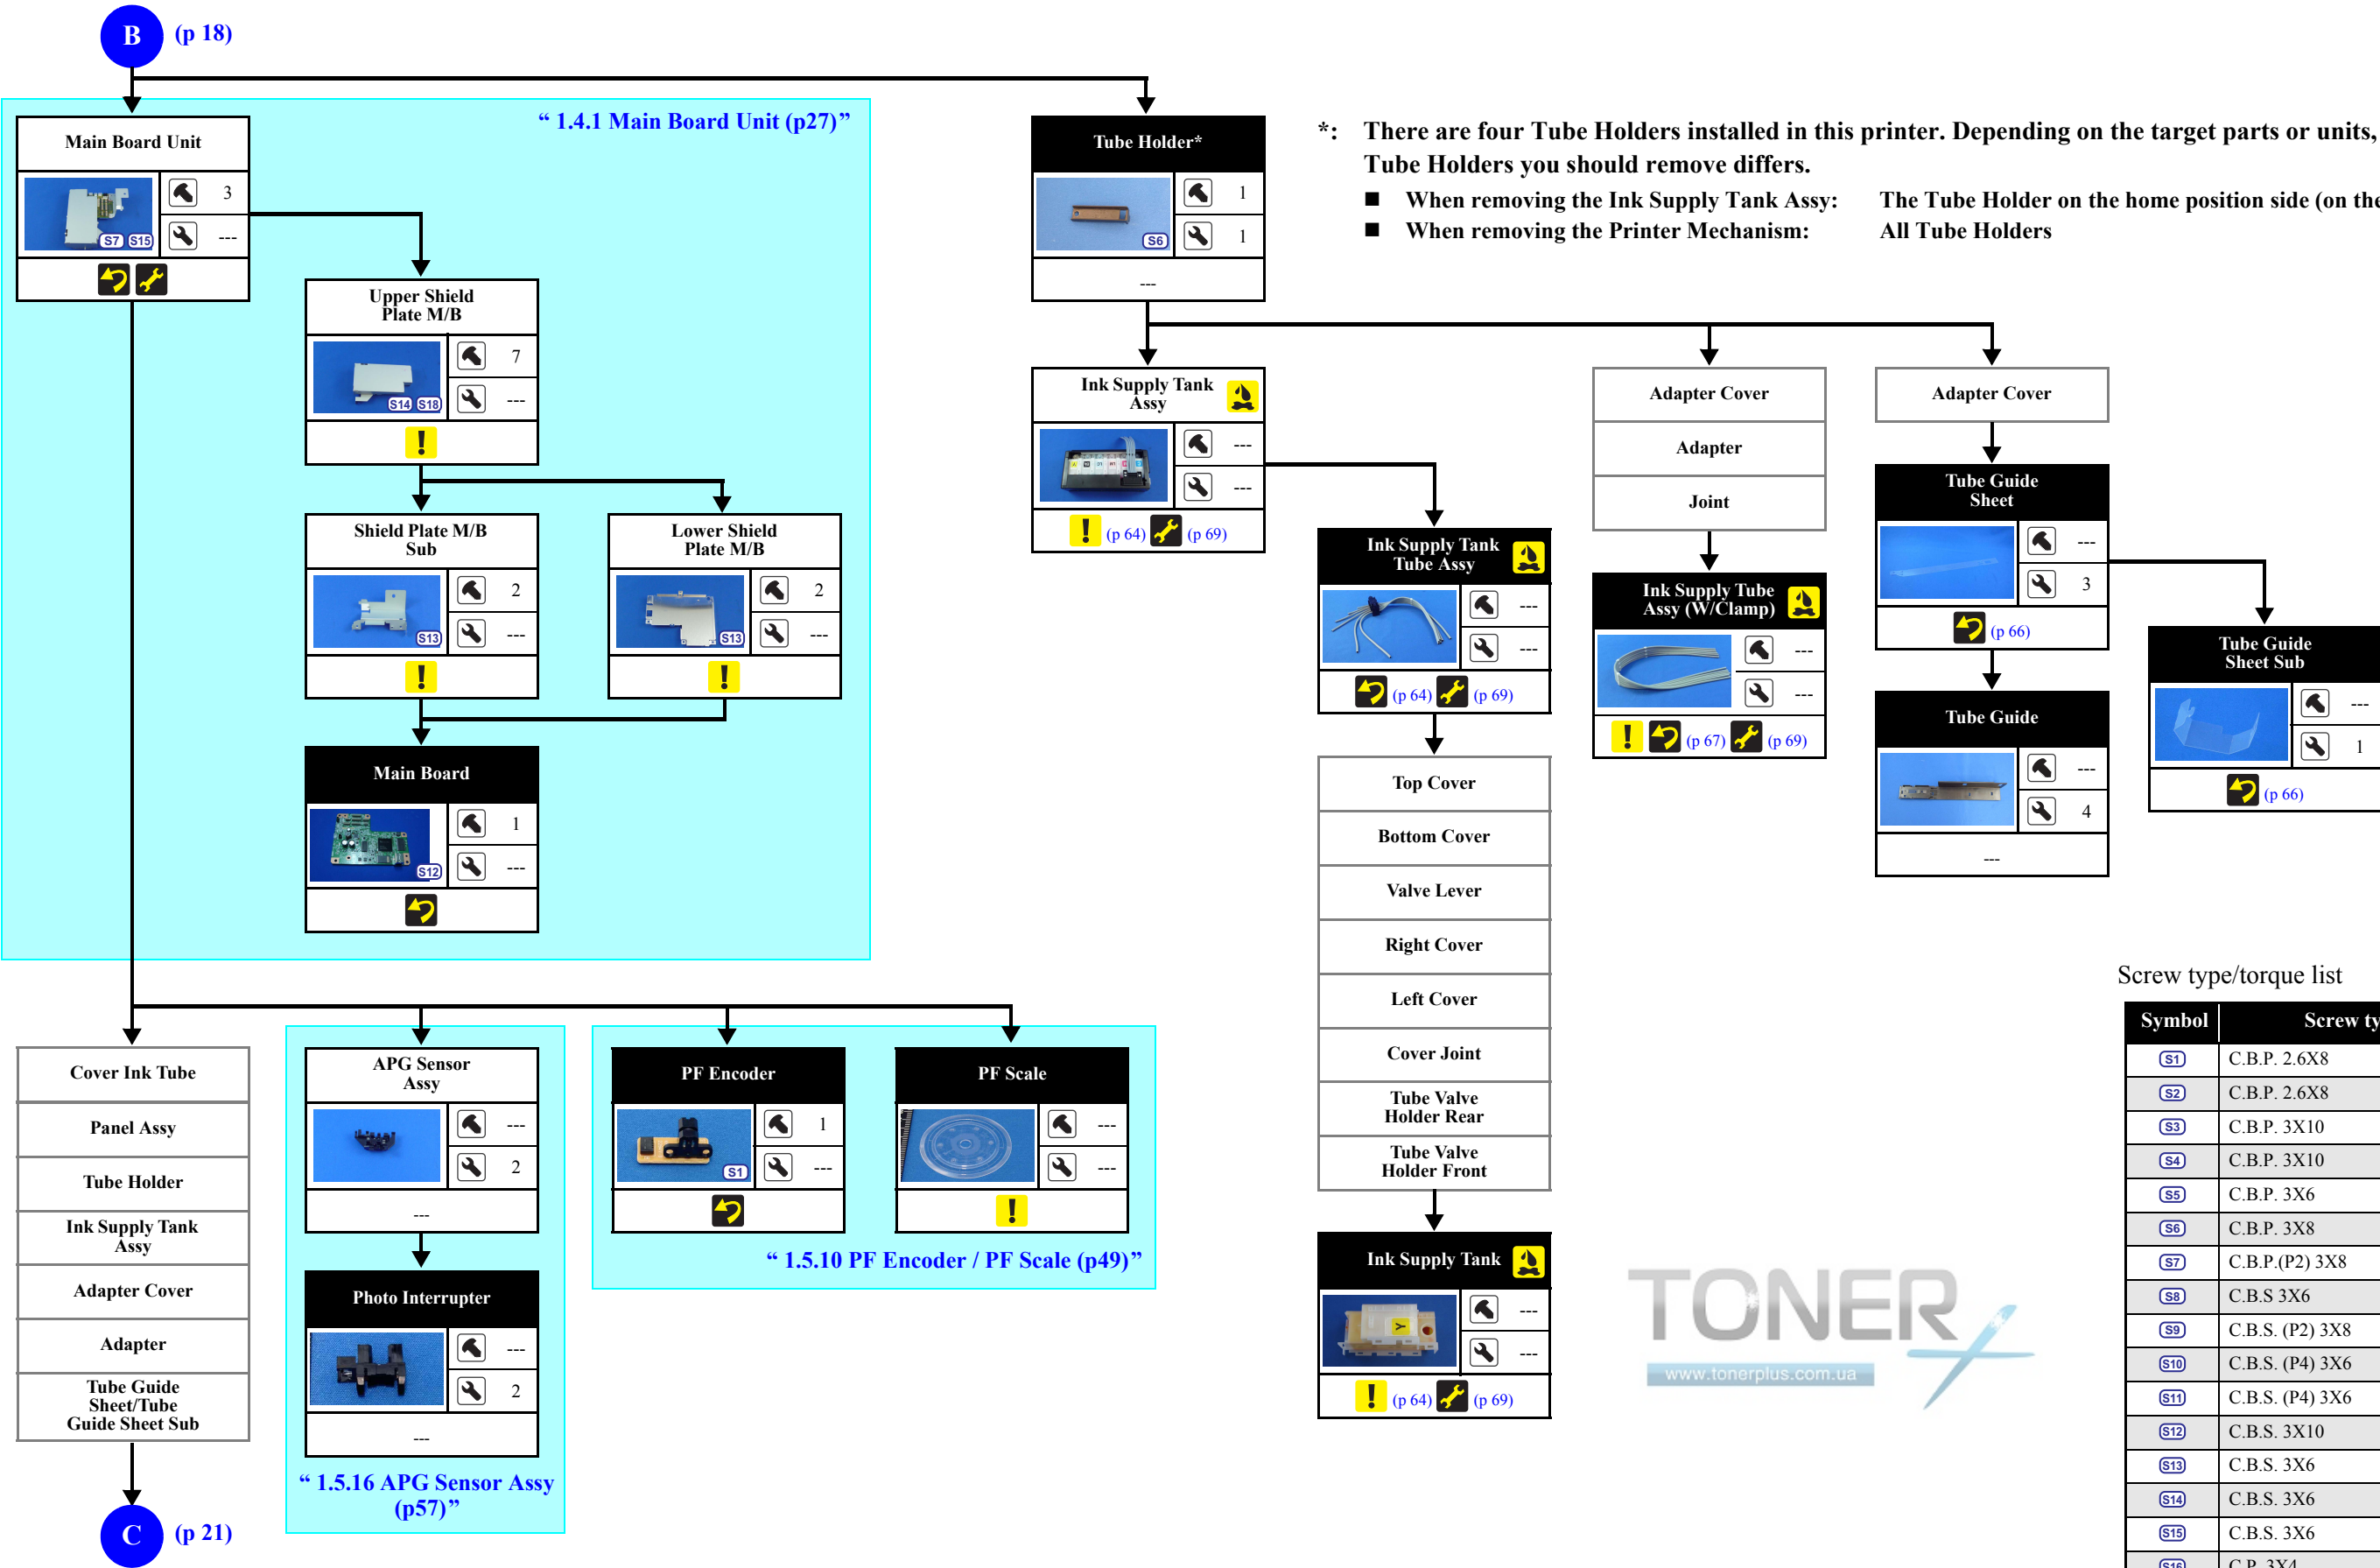 B (p 18)
“ 1.4.1 Main Board Unit (p27)”
Main Board Unit
S7 S15
3
---
Upper Shield
Plate M/B
S14 S18
7
---
Shield Plate M/B
Sub
S13
2
---
Lower Shield
Plate M/B
S13
2
---
Main Board
S12
1
---
Tube Holder*
S6
1
1
---
*: There are four Tube Holders installed in this printer. Depending on the target parts or units,
Tube Holders you should remove differs.
When removing the Ink Supply Tank Assy: The Tube Holder on the home position side (on the
When removing the Printer Mechanism: All Tube Holders
Ink Supply Tank
Assy
---
---
(p 64) (p 69)
Ink Supply Tank
Tube Assy
---
---
(p 64) (p 69)
Top Cover
Bottom Cover
Valve Lever
Right Cover
Left Cover
Cover Joint
Tube Valve
Holder Rear
Tube Valve
Holder Front
Ink Supply Tank
Y
---
---
(p 64) (p 69)
Adapter Cover
Adapter
Joint
Ink Supply Tube
Assy (W/Clamp)
---
---
(p 67) (p 69)
Adapter Cover
Tube Guide
Sheet
---
3
(p 66)
Tube Guide
---
4
---
Tube Guide
Sheet Sub
---
1
(p 66)
Cover Ink Tube
Panel Assy
Tube Holder
Ink Supply Tank
Assy
Adapter Cover
Adapter
Tube Guide
Sheet/Tube
Guide Sheet Sub
C (p 21)
APG Sensor
Assy
---
2
---
Photo Interrupter
---
2
---
“ 1.5.16 APG Sensor Assy
(p57)”
PF Encoder
S1
1
---
PF Scale
---
---
“ 1.5.10 PF Encoder / PF Scale (p49)”
TONER
www.tonerplus.com.ua
Screw type/torque list
Symbol Screw ty
S1 C.B.P. 2.6X8
S2 C.B.P. 2.6X8
S3 C.B.P. 3X10
S4 C.B.P. 3X10
S5 C.B.P. 3X6
S6 C.B.P. 3X8
S7 C.B.P.(P2) 3X8
S8 C.B.S 3X6
S9 C.B.S. (P2) 3X8
S10 C.B.S. (P4) 3X6
S11 C.B.S. (P4) 3X6
S12 C.B.S. 3X10
S13 C.B.S. 3X6
S14 C.B.S. 3X6
S15 C.B.S. 3X6
S16 C.P. 3X4